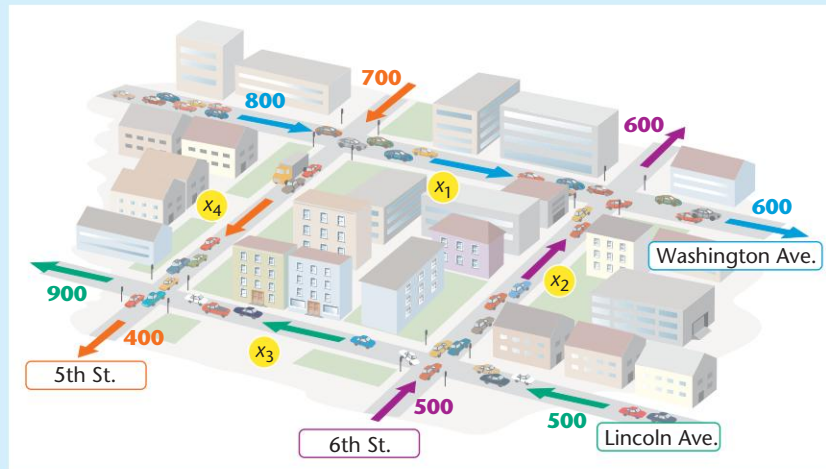 700
800
600
x1
x4
600
Washington Ave.
x2
900
400
x3
5th St.
500
500
6th St.
Lincoln Ave.